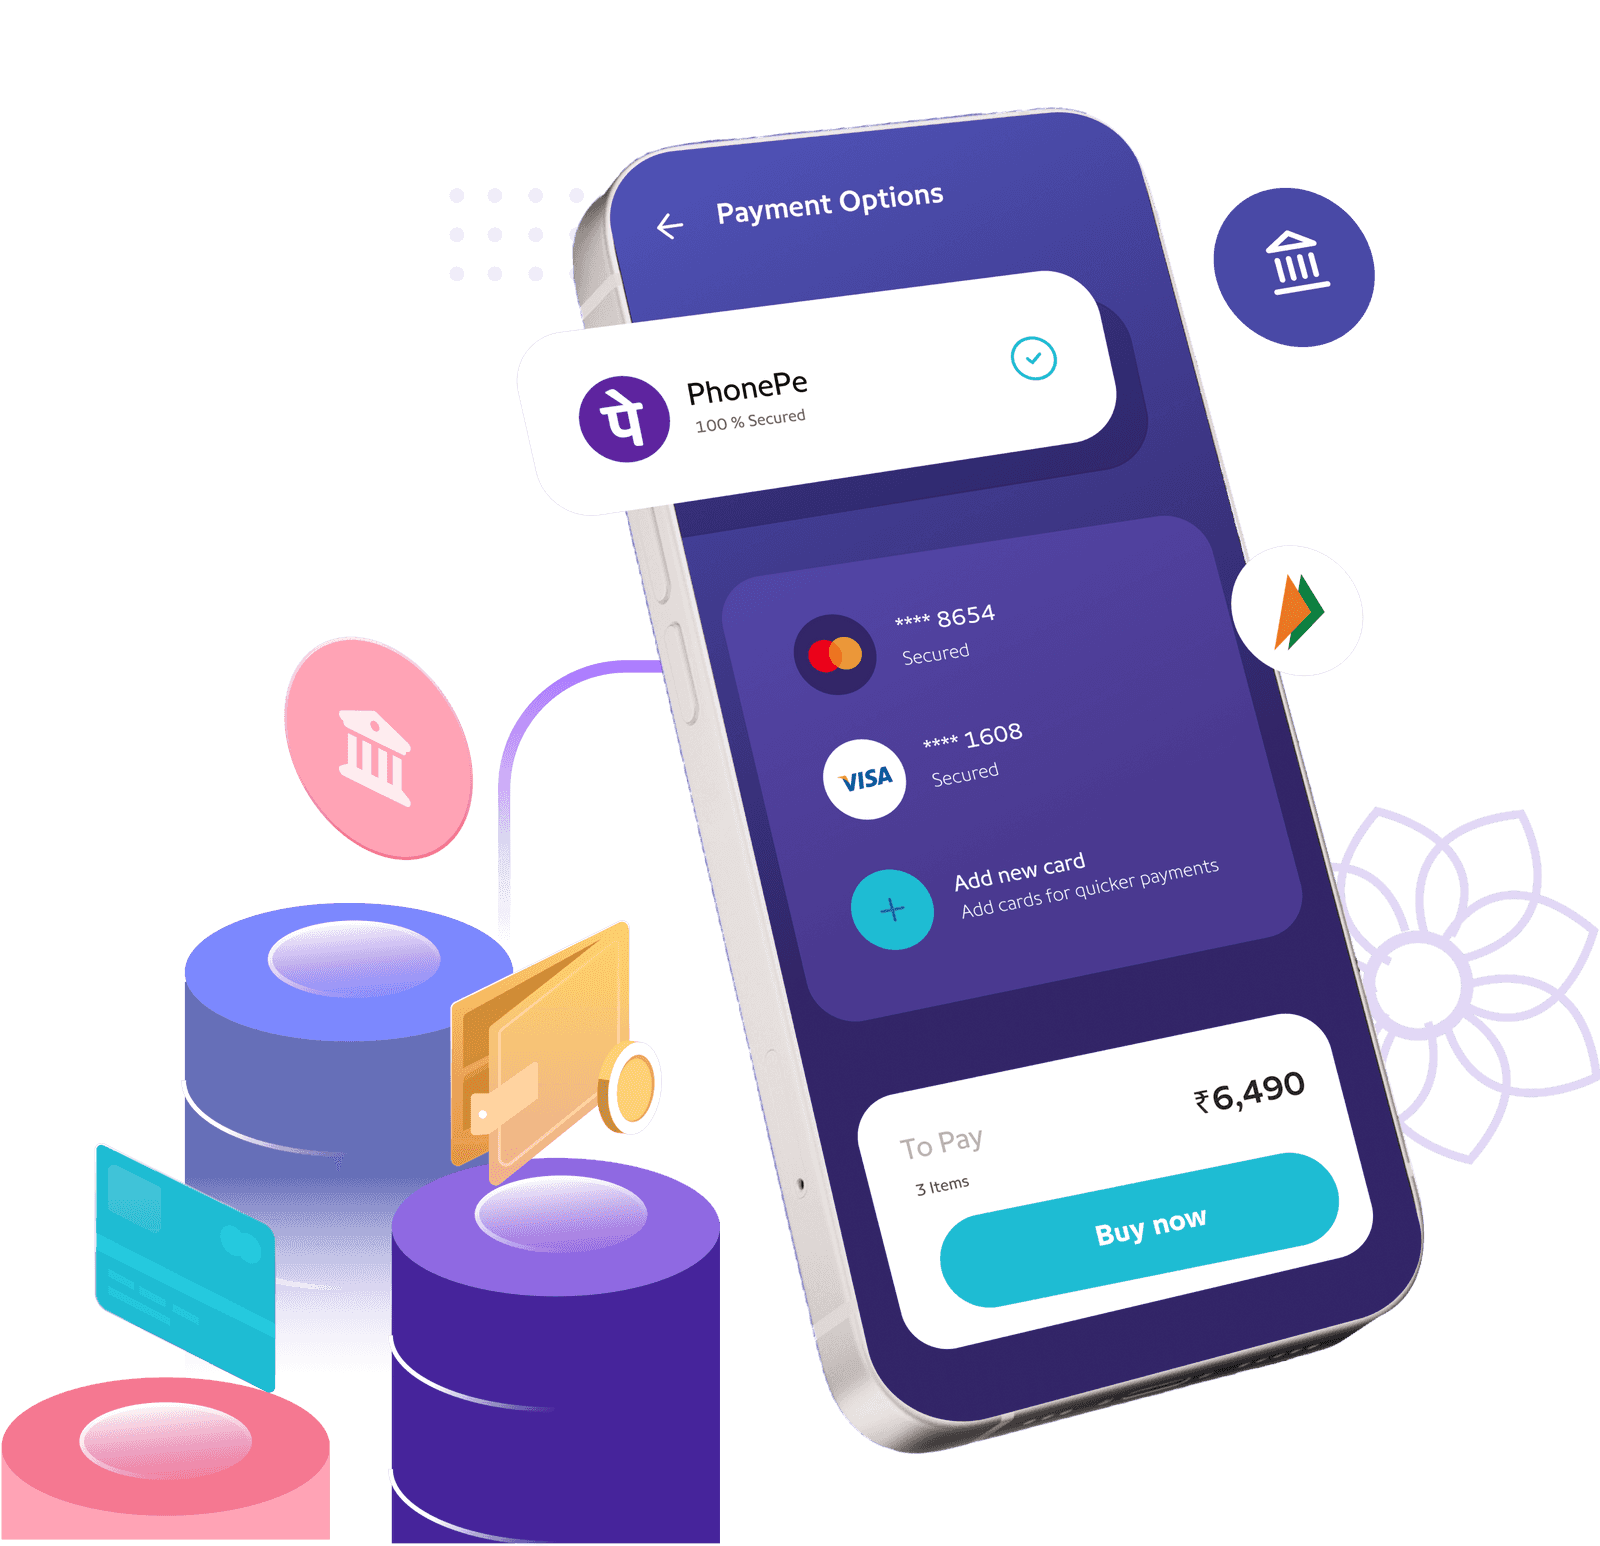 Payment Options
पे
PhonePe
100 % Secured
**** 8654
Secured
VISA
**** 1608
Secured
Add new card
Add cards for quicker payments
₹6,490
To Pay
3 Items
Buy now